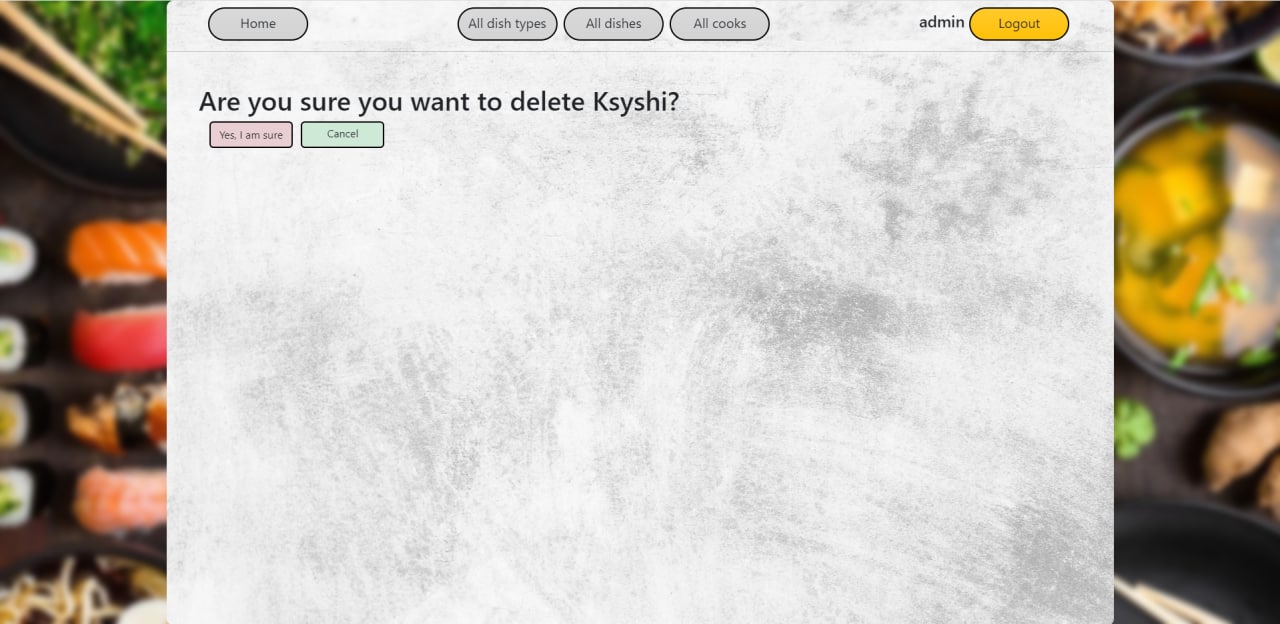 Home All dish types All dishes All cooks admin Logout
Are you sure you want to delete Ksyshi?
Yes, I am sure Cancel